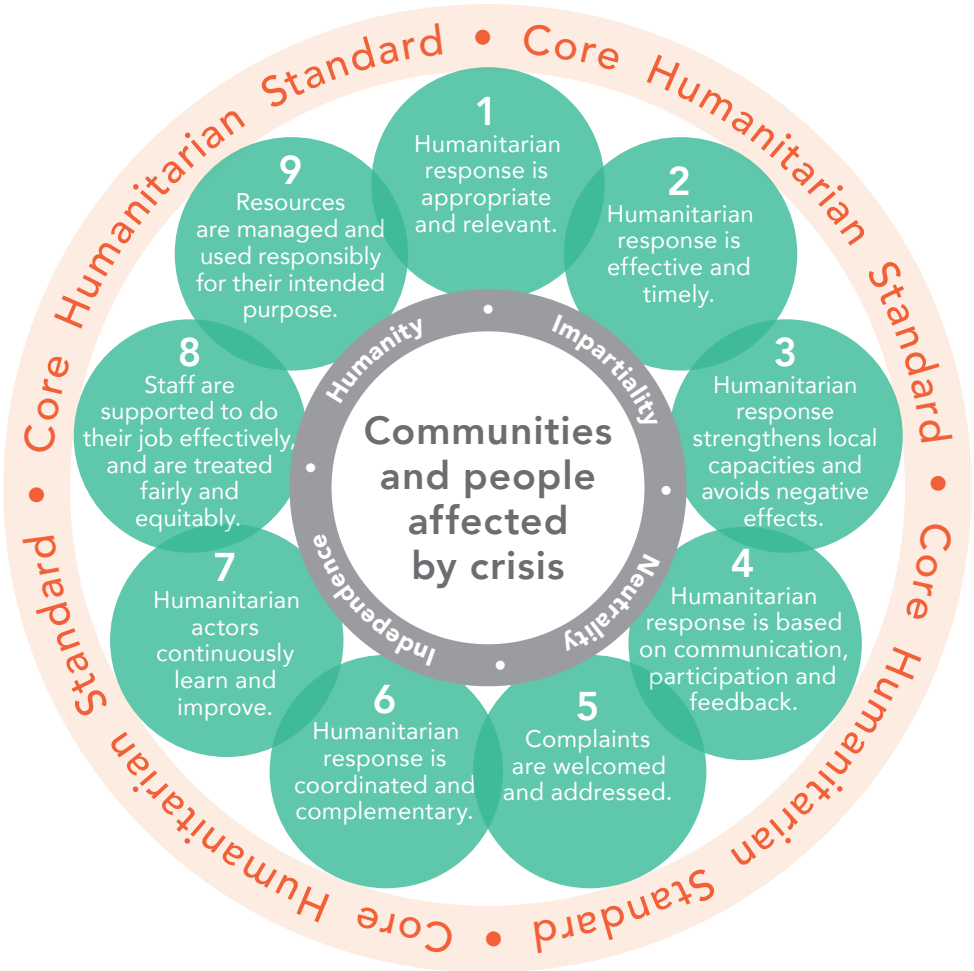 Core Humanitarian Standard • Core Humanitarian Standard • Core Humanitarian Standard • Core Humanitarian Standard •
1
Humanitarian
response is
appropriate
and relevant.
2
Humanitarian
response is
effective and
timely.
3
Humanitarian
response
strengthens local
capacities and
avoids negative
effects.
4
Humanitarian
response is based
on communication,
participation and
feedback.
5
Complaints
are welcomed
and addressed.
6
Humanitarian
response is
coordinated and
complementary.
7
Humanitarian
actors
continuously
learn and
improve.
8
Staff are
supported to do
their job effectively,
and are treated
fairly and
equitably.
9
Resources
are managed and
used responsibly
for their intended
purpose.
Humanity • Impartiality • Neutrality • Independence •
Communities
and people
affected
by crisis